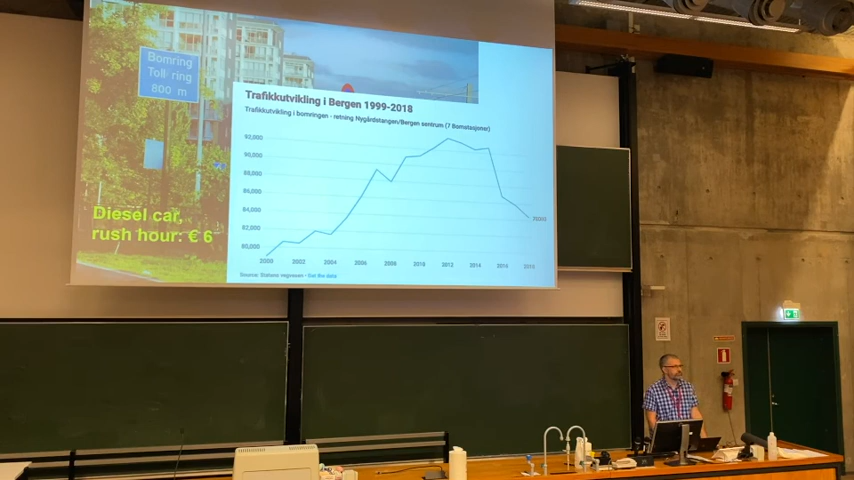 Bomring
Toll ring
800 m
Diesel car,
rush hour: € 6
Trafikkutvikling i Bergen 1999-2018
Trafikkutvikling i bomringen - retning Nygårdstangen/Bergen sentrum (7 Bomstasjoner)
92,000
90,000
88,000
86,000
84,000
82,000
80,000
2000 2002 2004 2006 2008 2010 2012 2014 2016 2018
Source: Statens vegvesen • Get the data